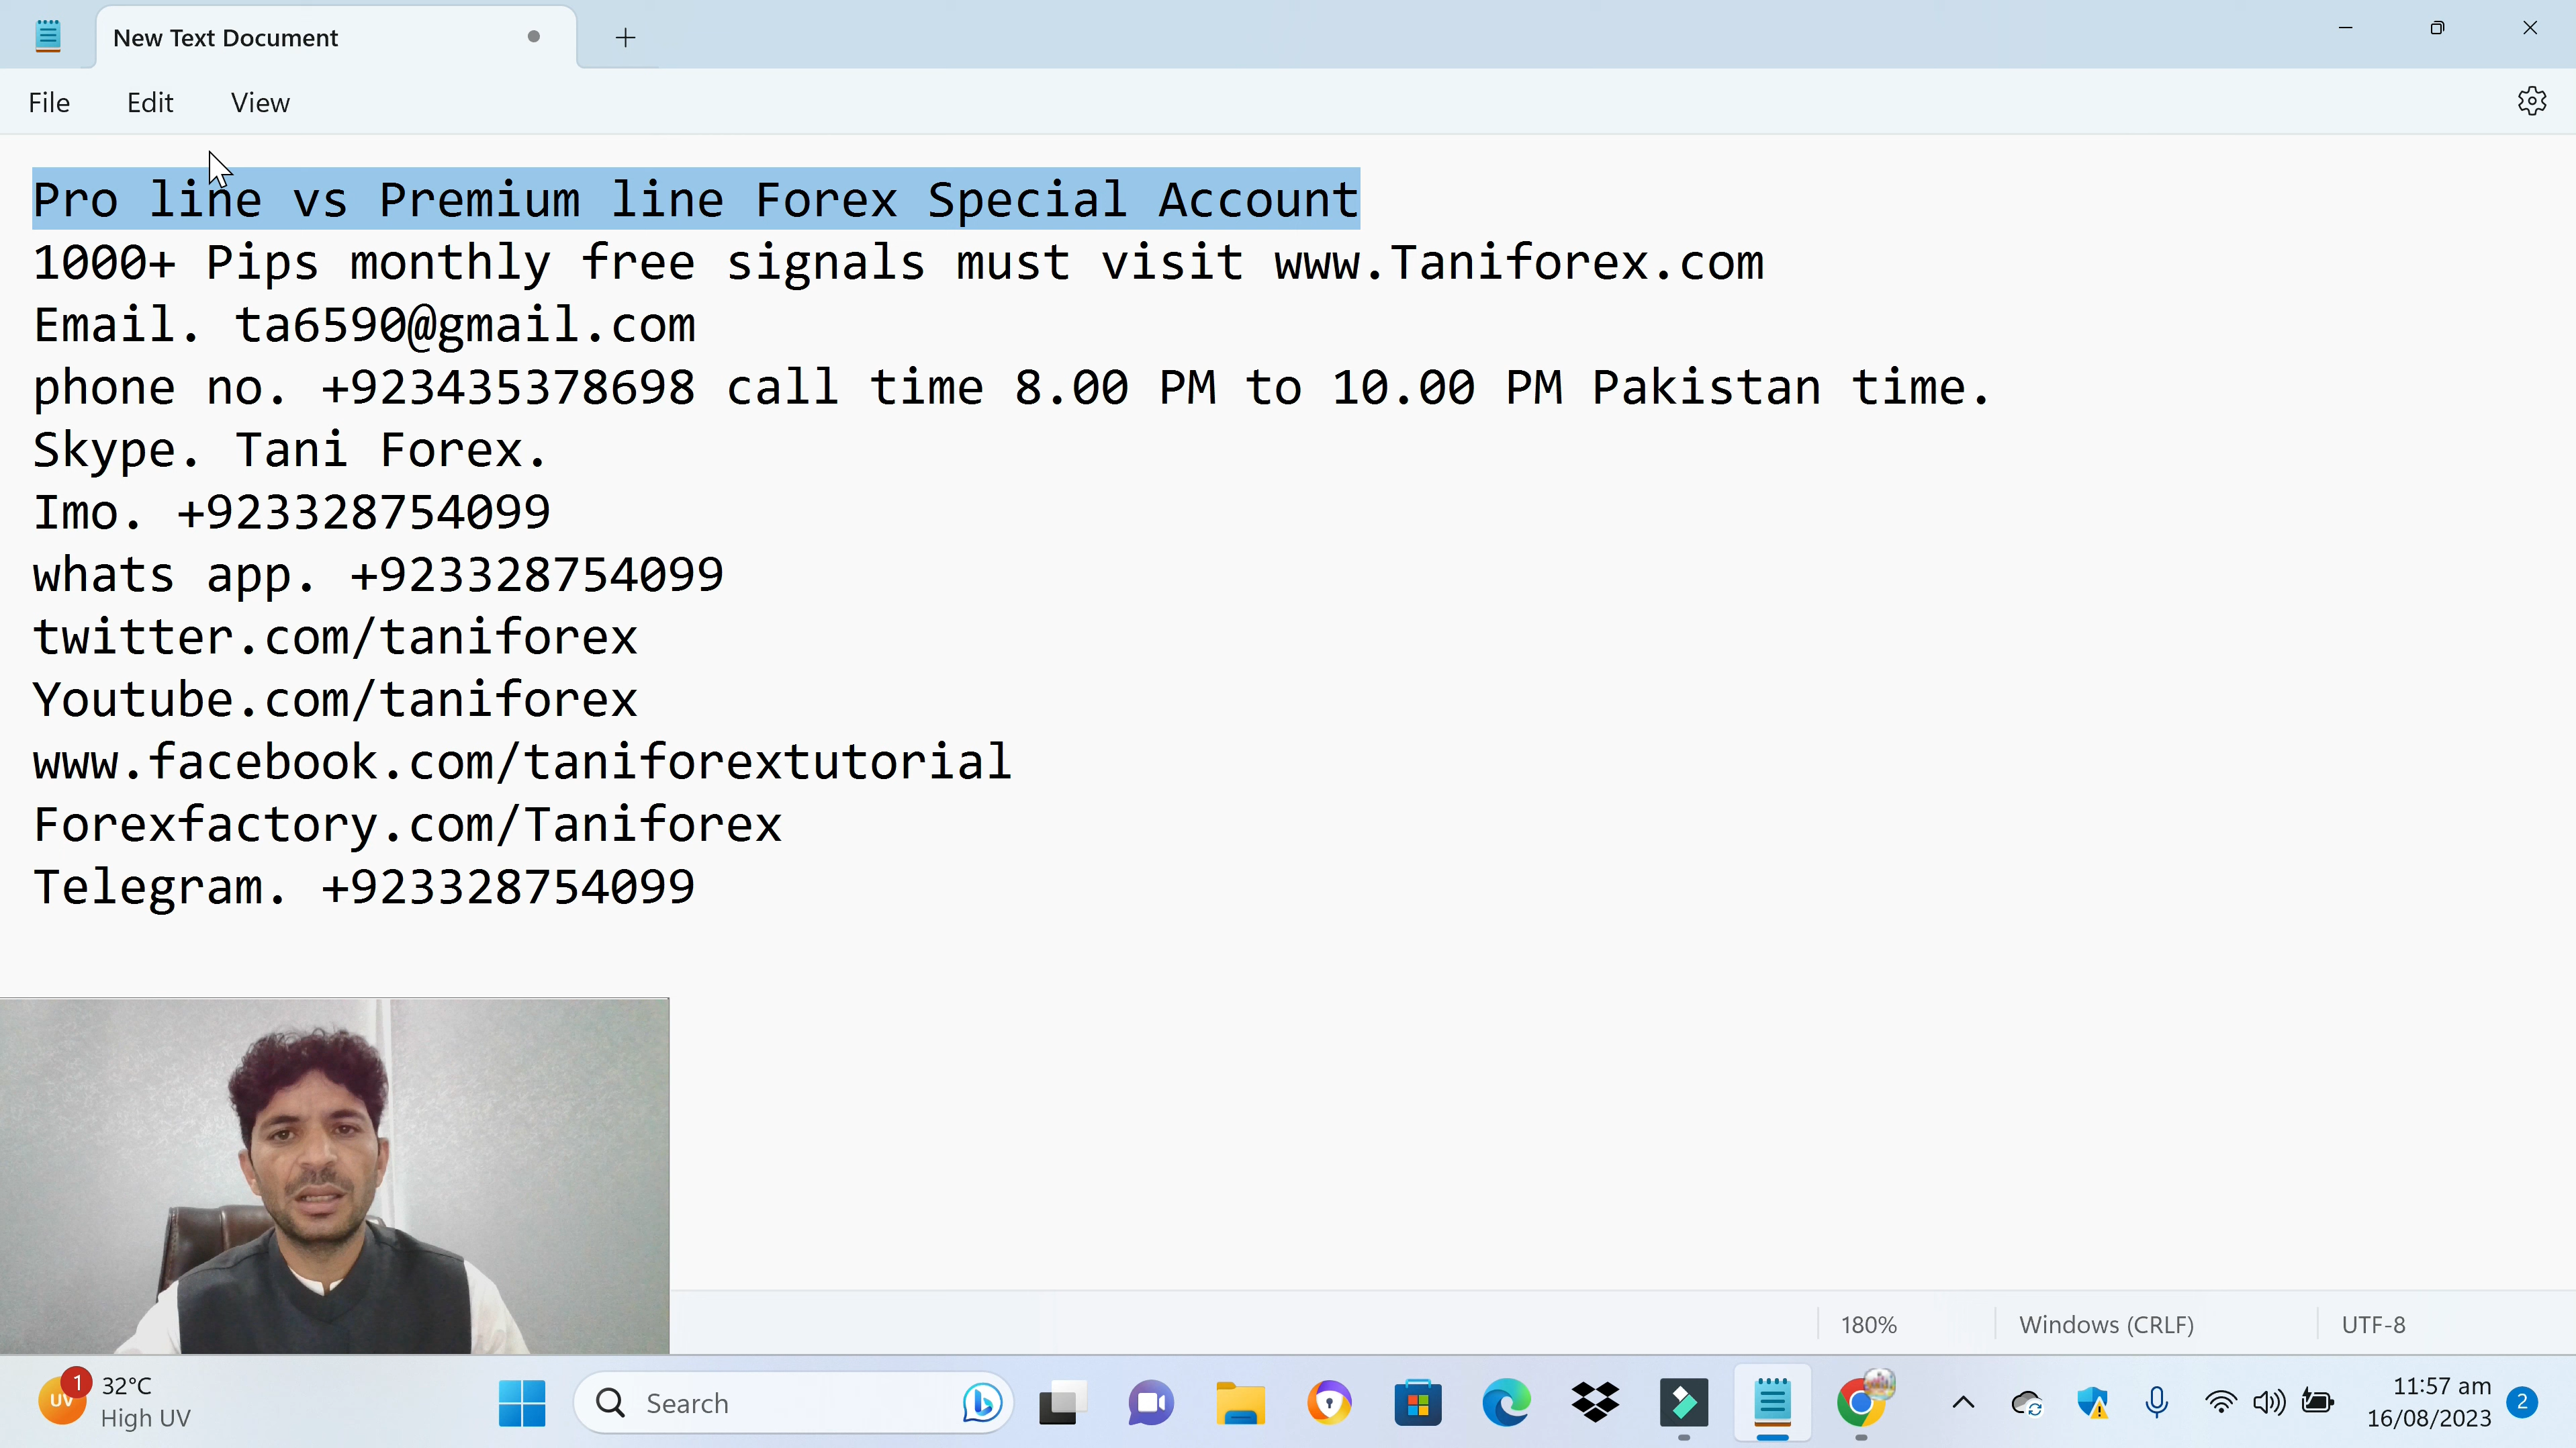 New Text Document
File Edit View
Pro line vs Premium line Forex Special Account
1000+ Pips monthly free signals must visit www.Taniforex.com
Email. ta6590@gmail.com
phone no. +923435378698 call time 8.00 PM to 10.00 PM Pakistan time.
Skype. Tani Forex.
Imo. +923328754099
whats app. +923328754099
twitter.com/taniforex
Youtube.com/taniforex
www.facebook.com/taniforextutorial
Forexfactory.com/Taniforex
Telegram. +923328754099
180% Windows (CRLF) UTF-8
UV 1 32°C
High UV
Search
11:57 am
16/08/2023
2